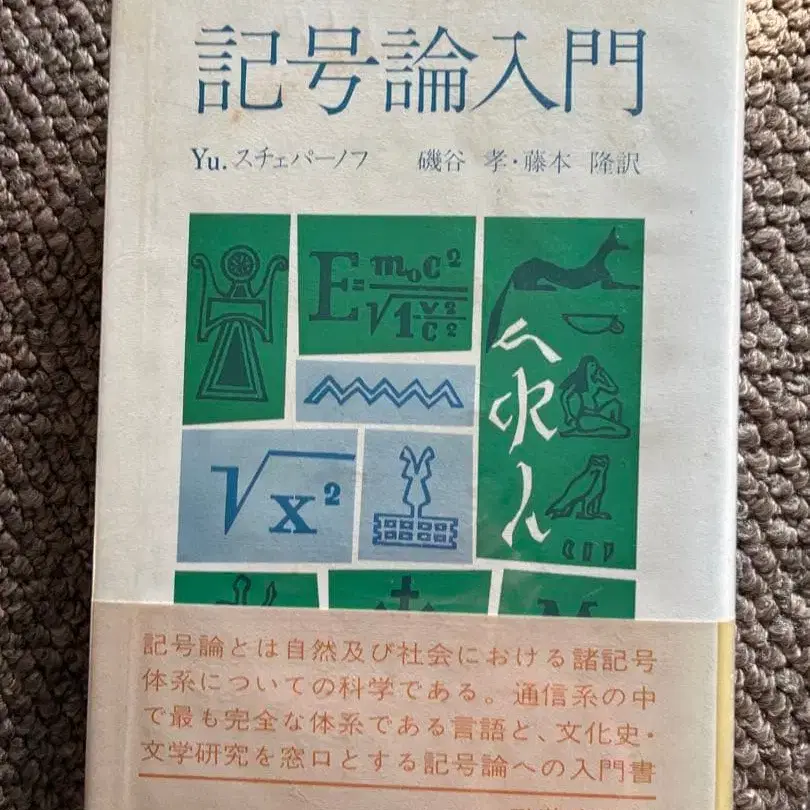 記号論入門
Yu. スチェパーノフ 磯谷 孝・藤本 隆訳
E=m₀c²/√1-v²/c²
√x²
記号論とは自然及び社会における諸記号
体系についての科学である。通信系の中
で最も完全な体系である言語と、文化史・
文学研究を窓口とする記号論への入門書